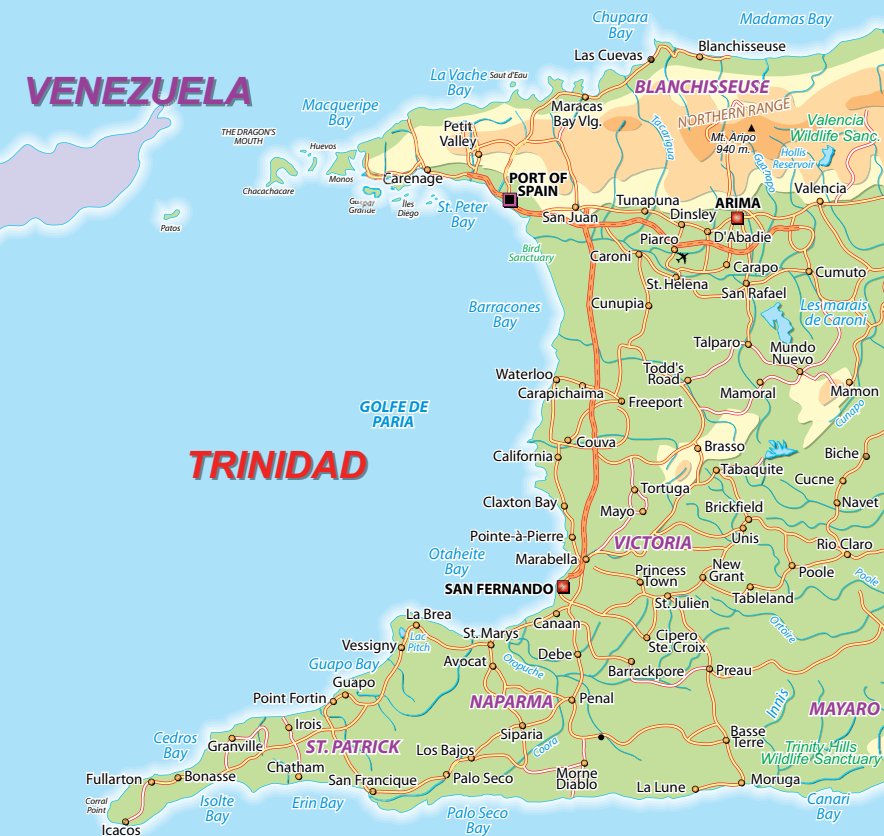 Chupara
Bay
Madamas Bay
Las Cuevas
Blanchisseuse
VENEZUELA
La Vache
Bay
Saut d'Eau
BLANCHISSEUSE
Macqueripe
Bay
Maracas
Bay Vlg.
NORTHERN RANGE
Tacarigua
Valencia
Wildlife Sanc.
THE DRAGON'S
MOUTH
Huevos
Petit
Valley
Mt. Aripo
940 m.
Hollis
Reservoir
Guanapo
Chacachacare
Monos
Carenage
PORT OF
SPAIN
Gaspar
Grande
Îles
Diego
St. Peter
Bay
San Juan
Tunapuna
ARIMA
Valencia
Patos
Dinsley
D'Abadie
Piarco
Bird
Sanctuary
Caroni
Carapo
Cumuto
St. Helena
San Rafael
Barracones
Bay
Cunupia
Les marais
de Caroni
Talparo
Mundo
Nuevo
Waterloo
Todd's
Road
Carapichaima
Freeport
Mamoral
Mamon
Cunapo
GOLFE DE
PARIA
TRINIDAD
Couva
California
Brasso
Biche
Tabaquite
Cucne
Tortuga
Claxton Bay
Mayo
Brickfield
Navet
Pointe-à-Pierre
VICTORIA
Unis
Rio Claro
Otaheite
Bay
Marabella
SAN FERNANDO
Princess
Town
New
Grant
Poole
Poole
Tableland
St. Julien
La Brea
Canaan
Ortoire
Lac
Pitch
St. Marys
Vessigny
Cipero
Ste. Croix
Guapo Bay
Avocat
Oropuche
Debe
Barrackpore
Preau
Guapo
Point Fortin
NAPARMA
Penal
Innis
MAYARO
Irois
Cedros
Bay
Granville
ST. PATRICK
Siparia
Coora
Basse
Terre
Trinity Hills
Wildlife Sanctuary
Los Bajos
Chatham
Fullarton
Bonasse
San Francique
Palo Seco
Morne
Diablo
La Lune
Moruga
Corral
Point
Isolte
Bay
Erin Bay
Palo Seco
Bay
Canari
Bay
Icacos